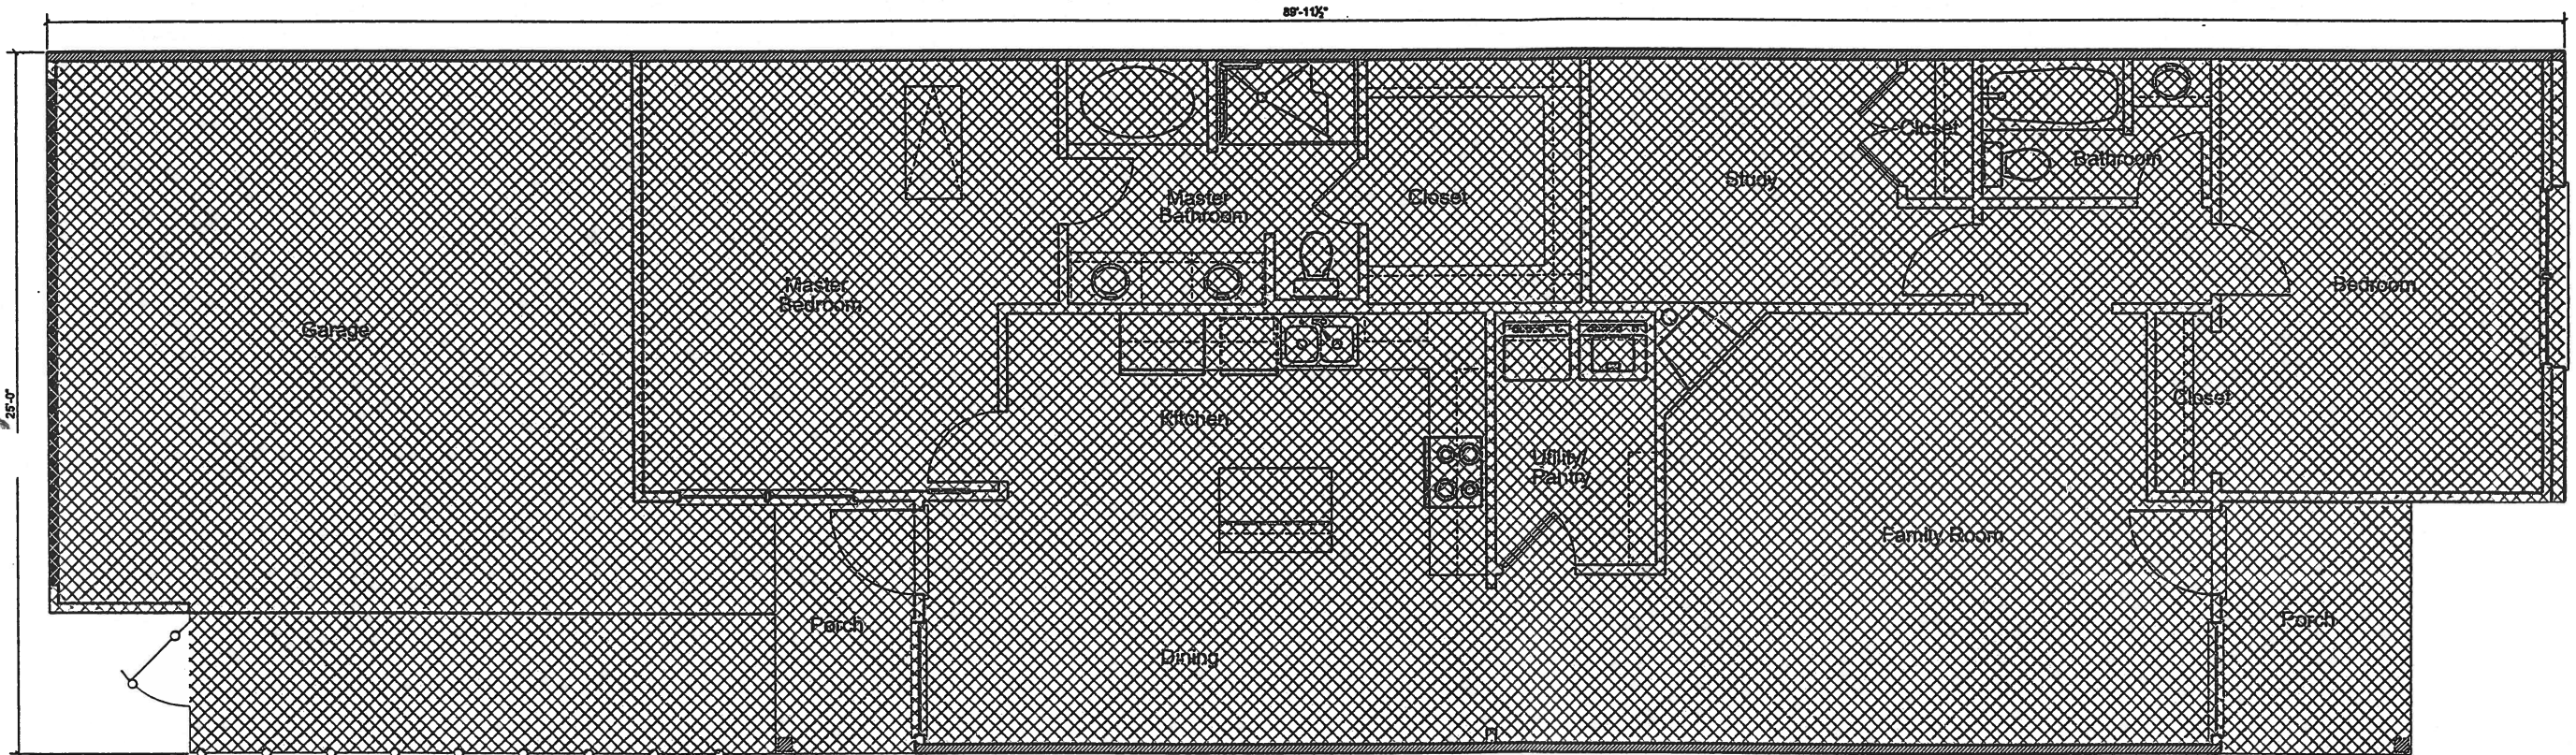 89'-11½"
25'-0"
Closet
Bathroom
Study
Master
Bathroom
Closet
Master
Bedroom
Bedroom
Garage
Closet
Kitchen
Utility/
Pantry
Family Room
Porch
Porch
Dining